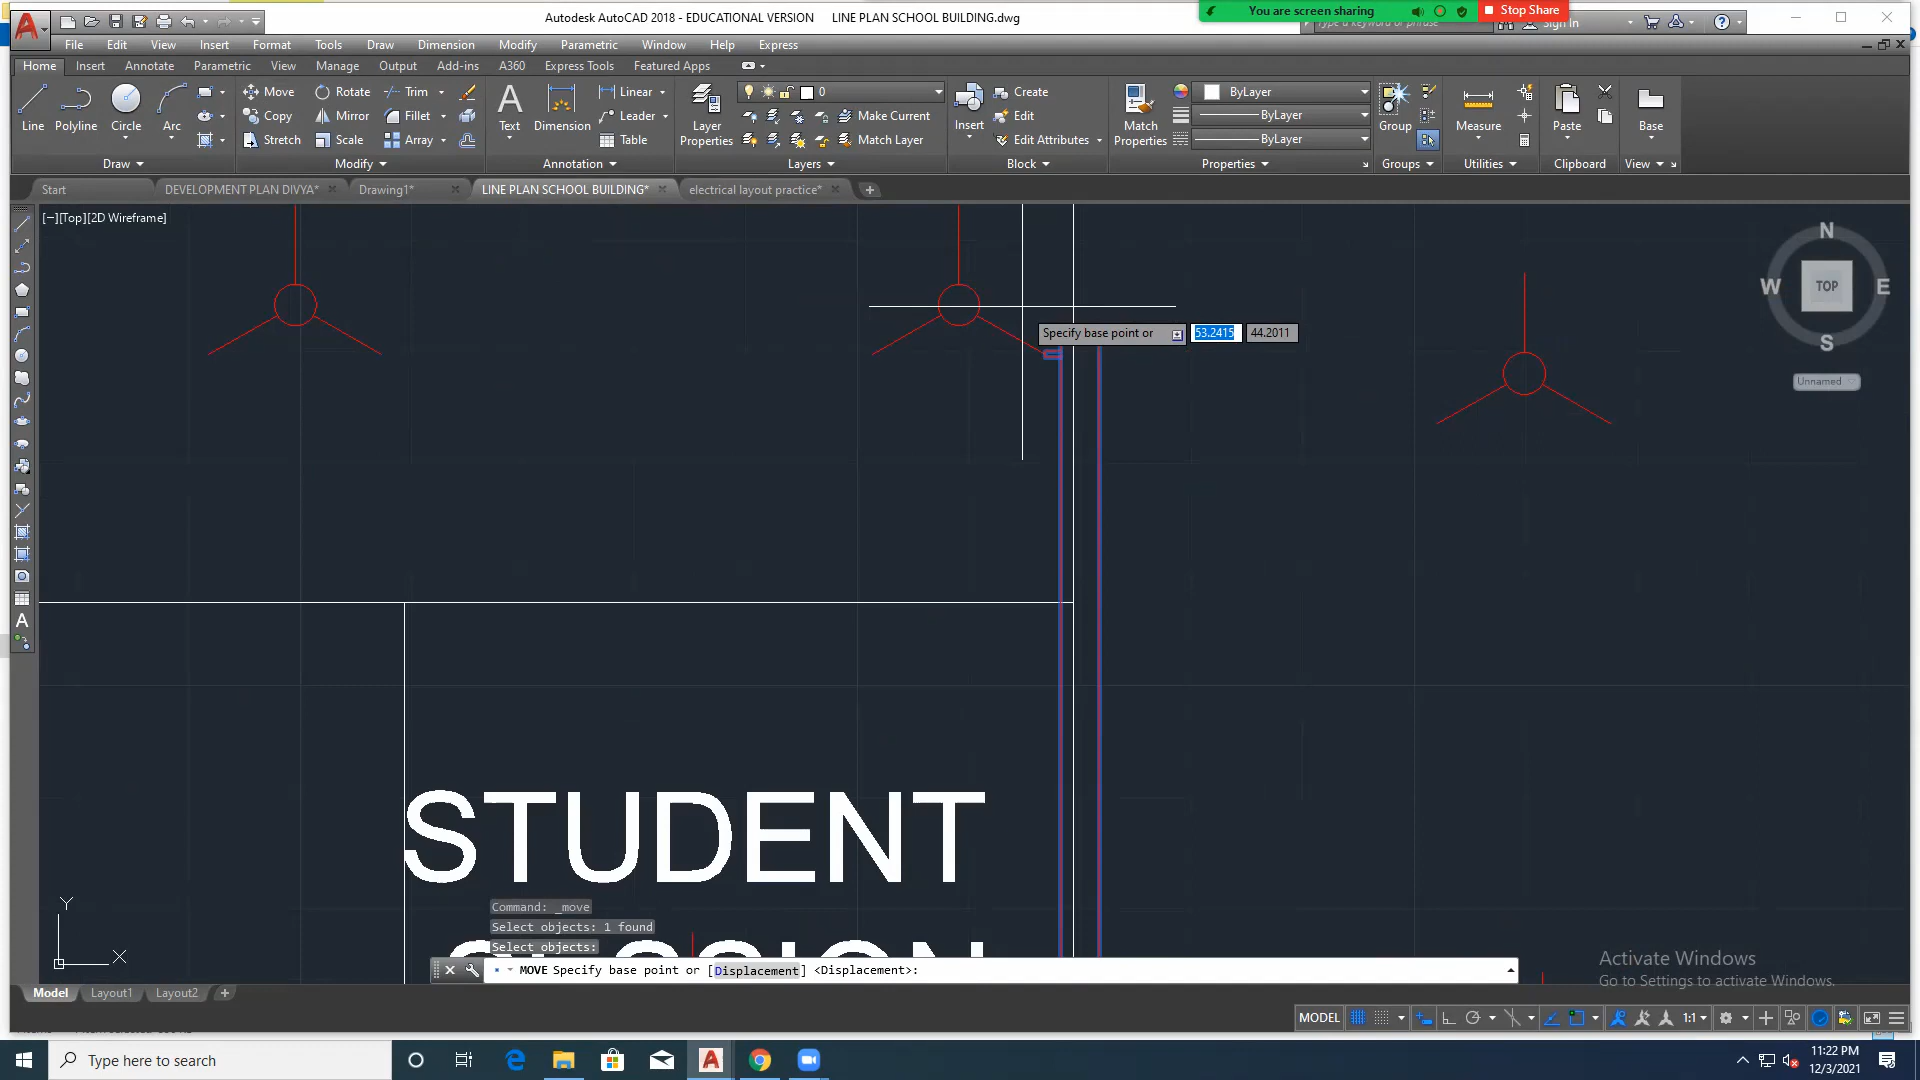 Autodesk AutoCAD 2018 - EDUCATIONAL VERSION LINE PLAN SCHOOL BUILDING.dwg
You are screen sharing Stop Share
Type a keyword or phrase Sign In
File Edit View Insert Format Tools Draw Dimension Modify Parametric Window Help Express
Home Insert Annotate Parametric View Manage Output Add-ins A360 Express Tools Featured Apps
Move Rotate Trim Linear 0 Create ByLayer
Copy Mirror Fillet Leader Make Current Edit ByLayer
Line Polyline Circle Arc Text Dimension Layer Properties Insert Match Properties Group Measure Paste Base
Stretch Scale Array Table Match Layer Edit Attributes ByLayer
Draw Modify Annotation Layers Block Properties Groups Utilities Clipboard View
Start DEVELOPMENT PLAN DIVYA* Drawing1* LINE PLAN SCHOOL BUILDING* electrical layout practice*
[−][Top][2D Wireframe]
N
W TOP E
S
Unnamed
Specify base point or 53.2415 44.2011
STUDENT
Y
X
Command: _move
Select objects: 1 found
Select objects:
MOVE Specify base point or [Displacement] <Displacement>:
Activate Windows
Go to Settings to activate Windows.
Model Layout1 Layout2
MODEL 1:1
Type here to search
11:22 PM
12/3/2021